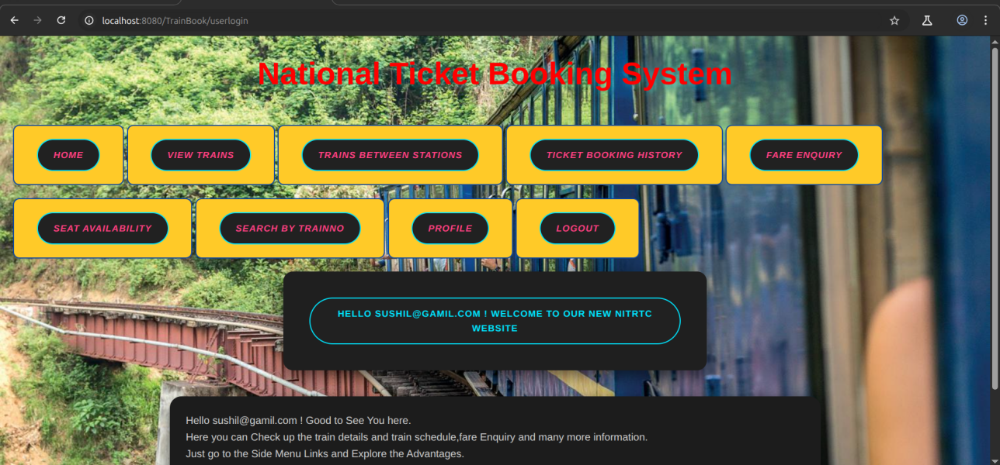 localhost:8080/TrainBook/userlogin
National Ticket Booking System
HOME VIEW TRAINS TRAINS BETWEEN STATIONS TICKET BOOKING HISTORY FARE ENQUIRY
SEAT AVAILABILITY SEARCH BY TRAINNO PROFILE LOGOUT
HELLO SUSHIL@GAMIL.COM ! WELCOME TO OUR NEW NITRTC
WEBSITE
Hello sushil@gamil.com ! Good to See You here.
Here you can Check up the train details and train schedule,fare Enquiry and many more information.
Just go to the Side Menu Links and Explore the Advantages.